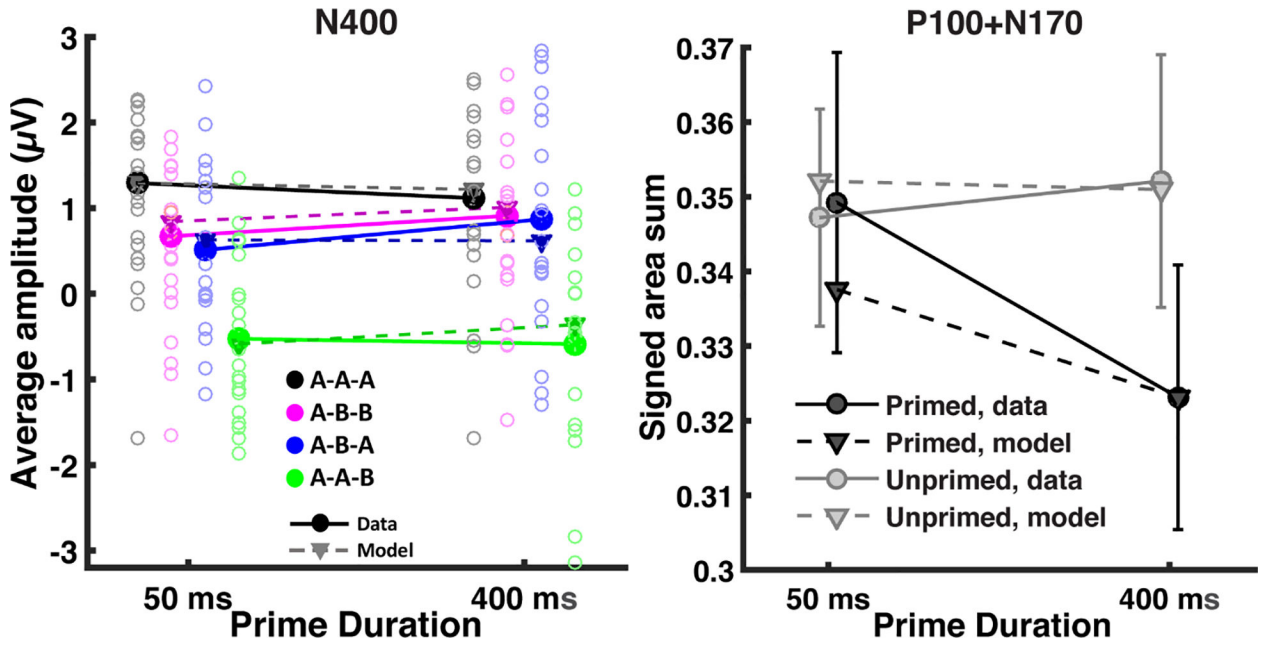 N400
3
2
1
0
-1
-2
-3
Average amplitude (µV)
A-A-A
A-B-B
A-B-A
A-A-B
Data
Model
50 ms
400 ms
Prime Duration
P100+N170
0.37
0.36
0.35
0.34
0.33
0.32
0.31
0.3
Signed area sum
Primed, data
Primed, model
Unprimed, data
Unprimed, model
50 ms
400 ms
Prime Duration